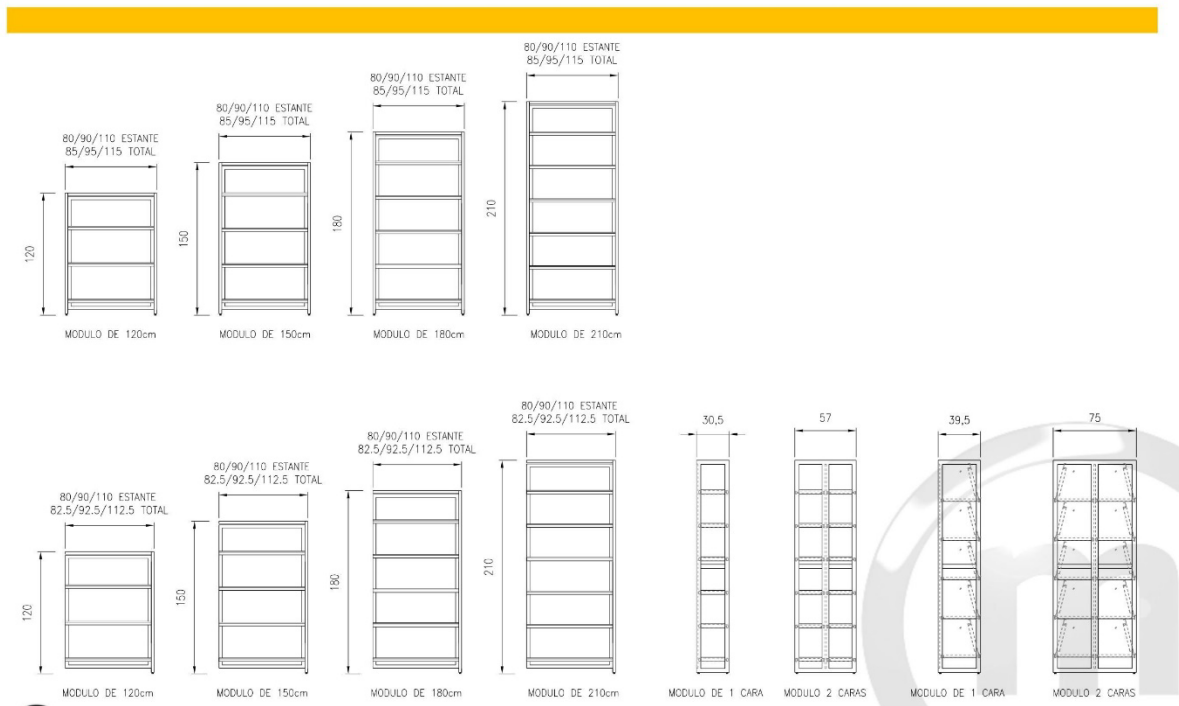 80/90/110 ESTANTE
85/95/115 TOTAL
120
MODULO DE 120cm
80/90/110 ESTANTE
85/95/115 TOTAL
150
MODULO DE 150cm
80/90/110 ESTANTE
85/95/115 TOTAL
180
MODULO DE 180cm
80/90/110 ESTANTE
85/95/115 TOTAL
210
MODULO DE 210cm
80/90/110 ESTANTE
82.5/92.5/112.5 TOTAL
120
MODULO DE 120cm
80/90/110 ESTANTE
82.5/92.5/112.5 TOTAL
150
MODULO DE 150cm
80/90/110 ESTANTE
82.5/92.5/112.5 TOTAL
180
MODULO DE 180cm
80/90/110 ESTANTE
82.5/92.5/112.5 TOTAL
210
MODULO DE 210cm
30,5
MODULO DE 1 CARA
57
MODULO 2 CARAS
39,5
MODULO DE 1 CARA
75
MODULO 2 CARAS
m